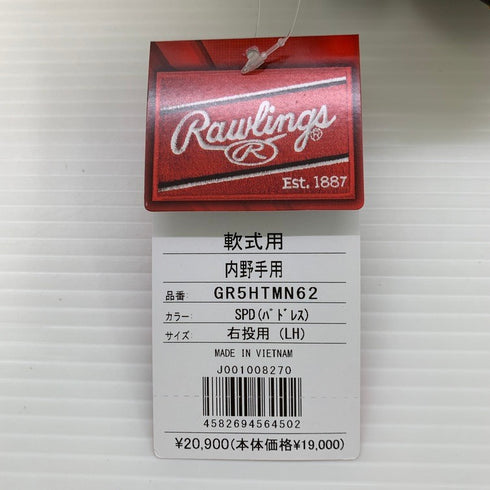 Rawlings®
R
Est. 1887
軟式用
内野手用
品番: GR5HTMN62
カラー: SPD(ﾊﾟﾄﾞﾚｽ)
サイズ: 右投用 (LH)
MADE IN VIETNAM
J001008270
4582694564502
¥20,900(本体価格¥19,000)